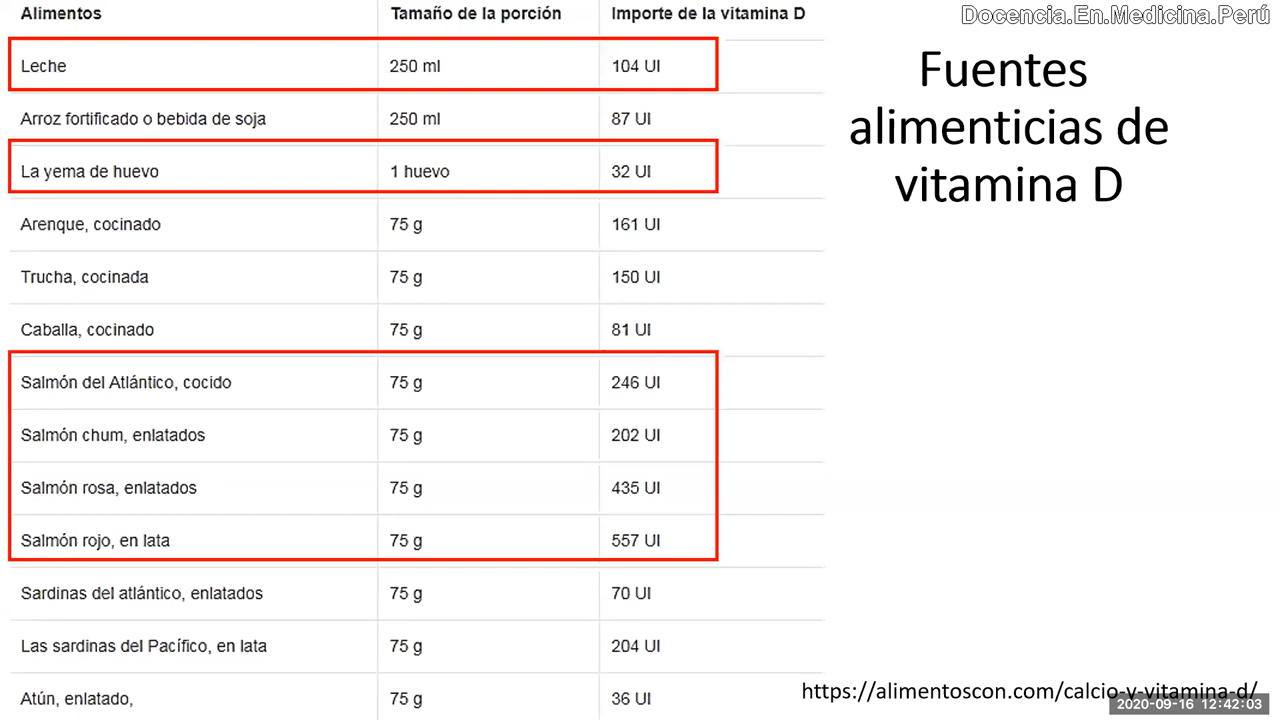 Alimentos Tamaño de la porción Importe de la vitamina D
Leche 250 ml 104 UI
Arroz fortificado o bebida de soja 250 ml 87 UI
La yema de huevo 1 huevo 32 UI
Arenque, cocinado 75 g 161 UI
Trucha, cocinada 75 g 150 UI
Caballa, cocinado 75 g 81 UI
Salmón del Atlántico, cocido 75 g 246 UI
Salmón chum, enlatados 75 g 202 UI
Salmón rosa, enlatados 75 g 435 UI
Salmón rojo, en lata 75 g 557 UI
Sardinas del atlántico, enlatados 75 g 70 UI
Las sardinas del Pacífico, en lata 75 g 204 UI
Atún, enlatado, 75 g 36 UI
Docencia.En.Medicina.Perú
Fuentes
alimenticias de
vitamina D
https://alimentoscon.com/calcio-y-vitamina-d/
2020-09-16 12:42:03